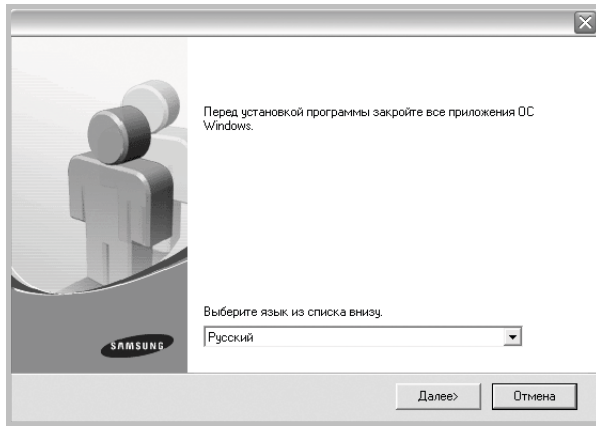 Перед установкой программы закройте все приложения ОС
Windows.
Выберите язык из списка внизу.
Русский
SAMSUNG
Далее>
Отмена